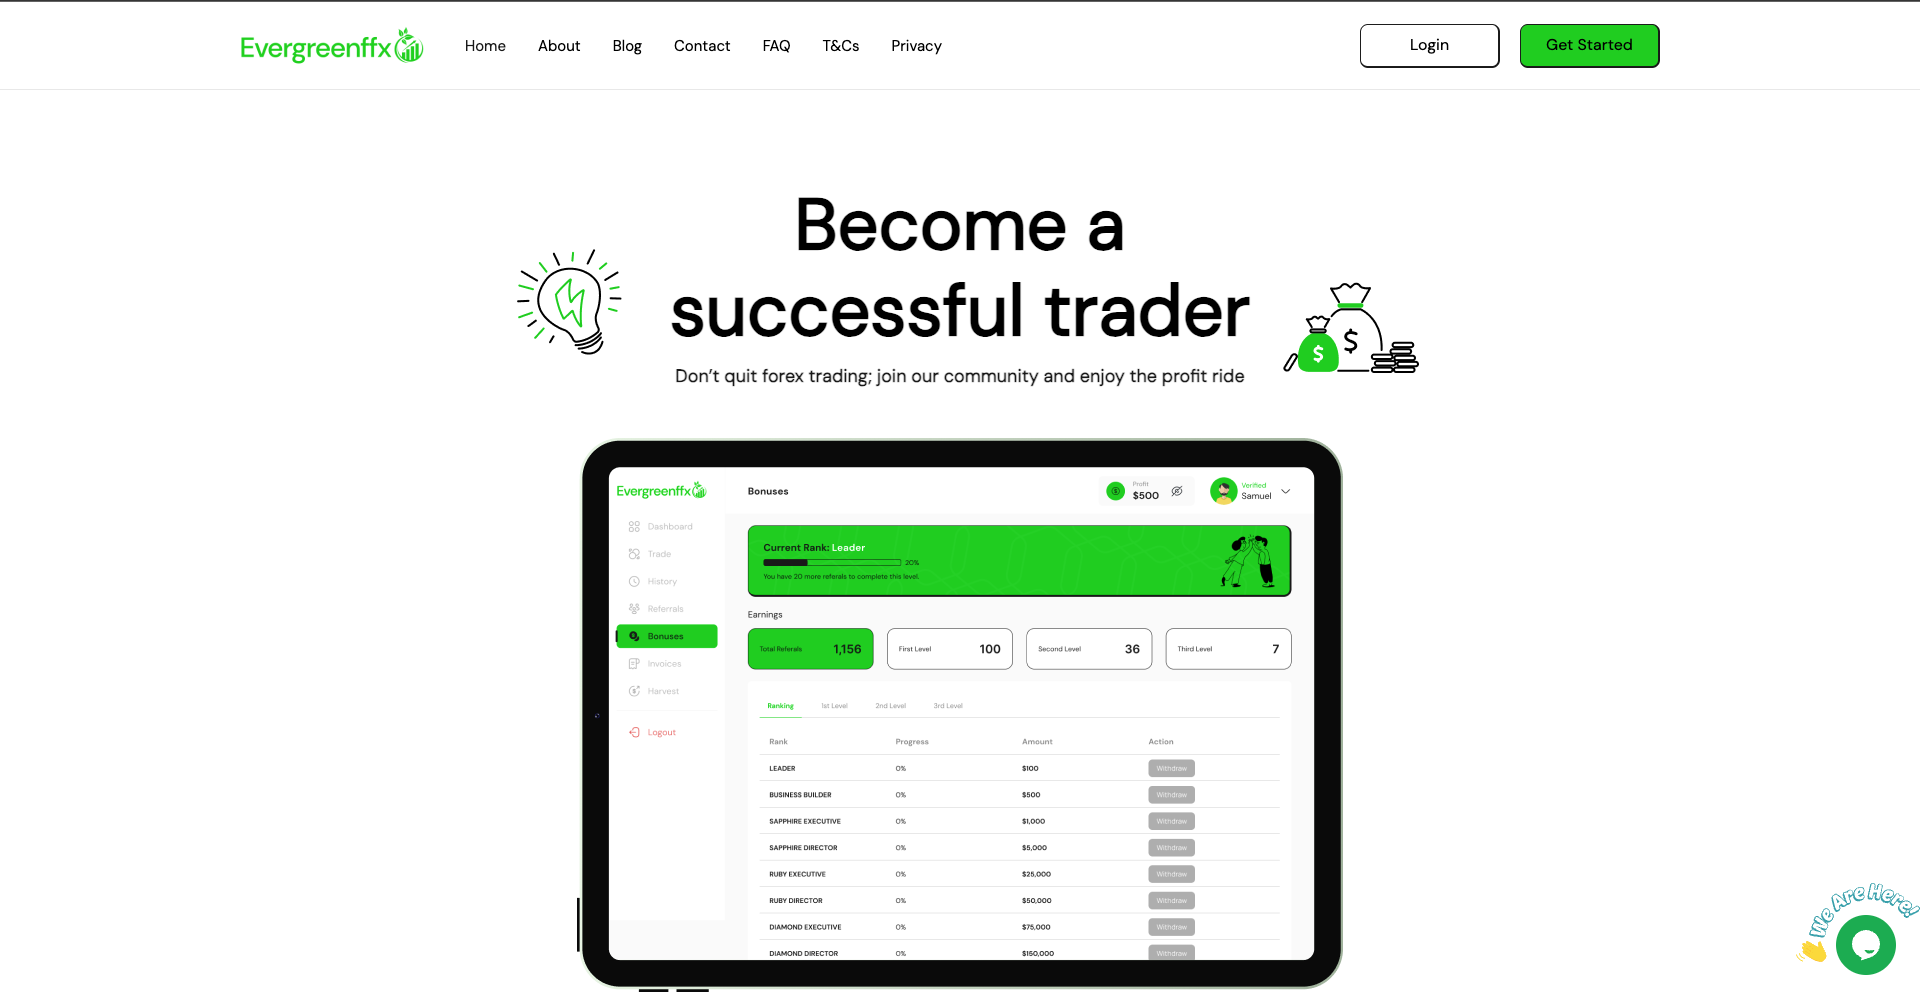 Evergreenffx Home About Blog Contact FAQ T&Cs Privacy Login Get Started
Become a
successful trader
Don't quit forex trading; join our community and enjoy the profit ride
$ $
Evergreenffx
Dashboard
Trade
History
Referrals
Bonuses
Invoices
Harvest
Logout
Bonuses
Profit
$500
Verified
Samuel
Current Rank: Leader
20%
You have 20 more referals to complete this level.
Earnings
Total Referals 1,156
First Level 100
Second Level 36
Third Level 7
Ranking 1st Level 2nd Level 3rd Level
Rank Progress Amount Action
LEADER 0% $100 Withdraw
BUSINESS BUILDER 0% $500 Withdraw
SAPPHIRE EXECUTIVE 0% $1,000 Withdraw
SAPPHIRE DIRECTOR 0% $5,000 Withdraw
RUBY EXECUTIVE 0% $25,000 Withdraw
RUBY DIRECTOR 0% $50,000 Withdraw
DIAMOND EXECUTIVE 0% $75,000 Withdraw
DIAMOND DIRECTOR 0% $150,000 Withdraw
We Are Here!